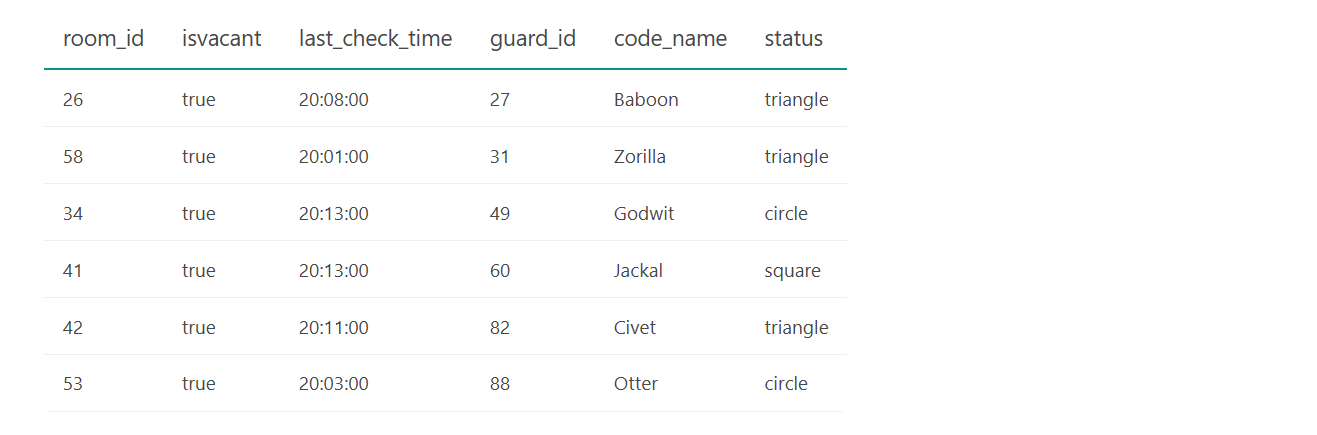 room_id isvacant last_check_time guard_id code_name status
26 true 20:08:00 27 Baboon triangle
58 true 20:01:00 31 Zorilla triangle
34 true 20:13:00 49 Godwit circle
41 true 20:13:00 60 Jackal square
42 true 20:11:00 82 Civet triangle
53 true 20:03:00 88 Otter circle